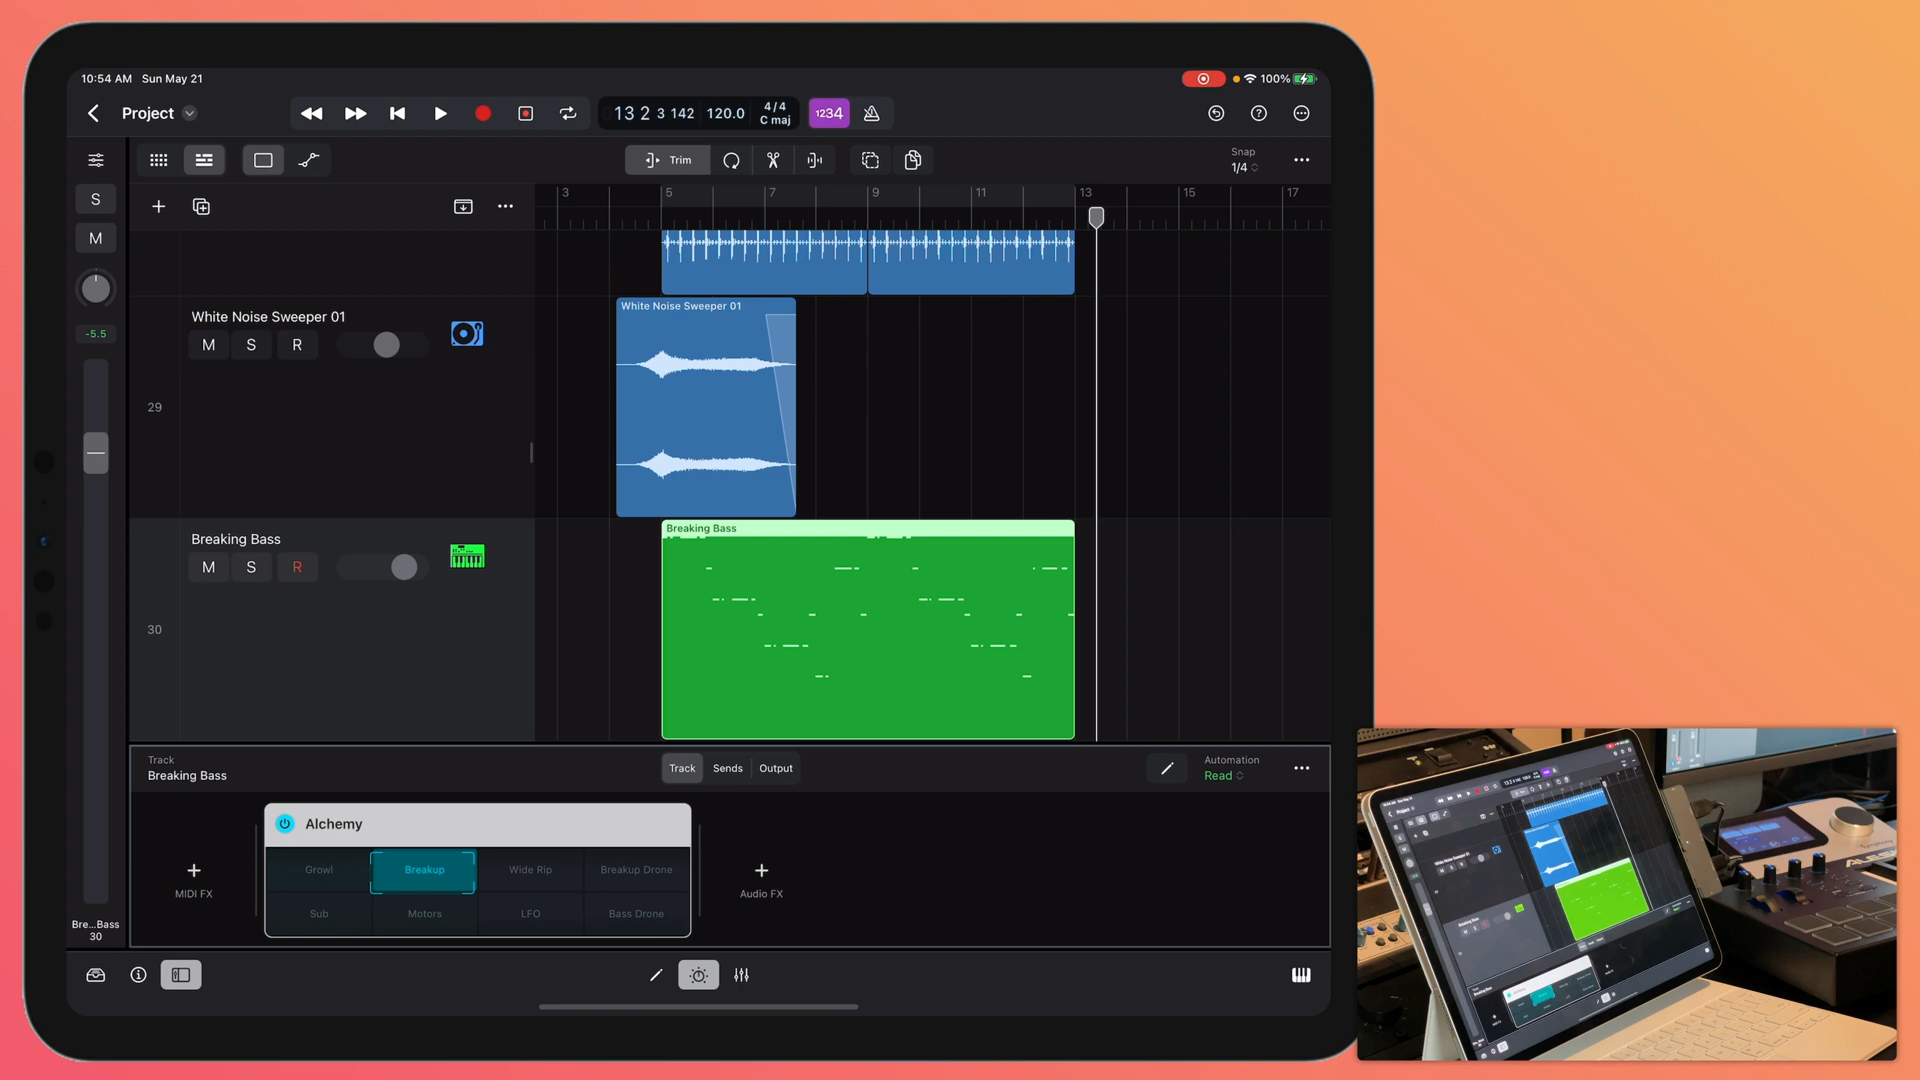 10:54 AM Sun May 21
100%
Project
13 2 3 142
120.0
4/4
C maj
1234
Trim
Snap
1/4
S
M
-5.5
3 5 7 9 11 13 15 17
White Noise Sweeper 01
M S R
29
White Noise Sweeper 01
Breaking Bass
M S R
30
Breaking Bass
Track
Breaking Bass
Track Sends Output
Automation
Read
Alchemy
Growl Breakup Wide Rip Breakup Drone
Sub Motors LFO Bass Drone
+
MIDI FX
+
Audio FX
Bre...Bass
30
ALESIS